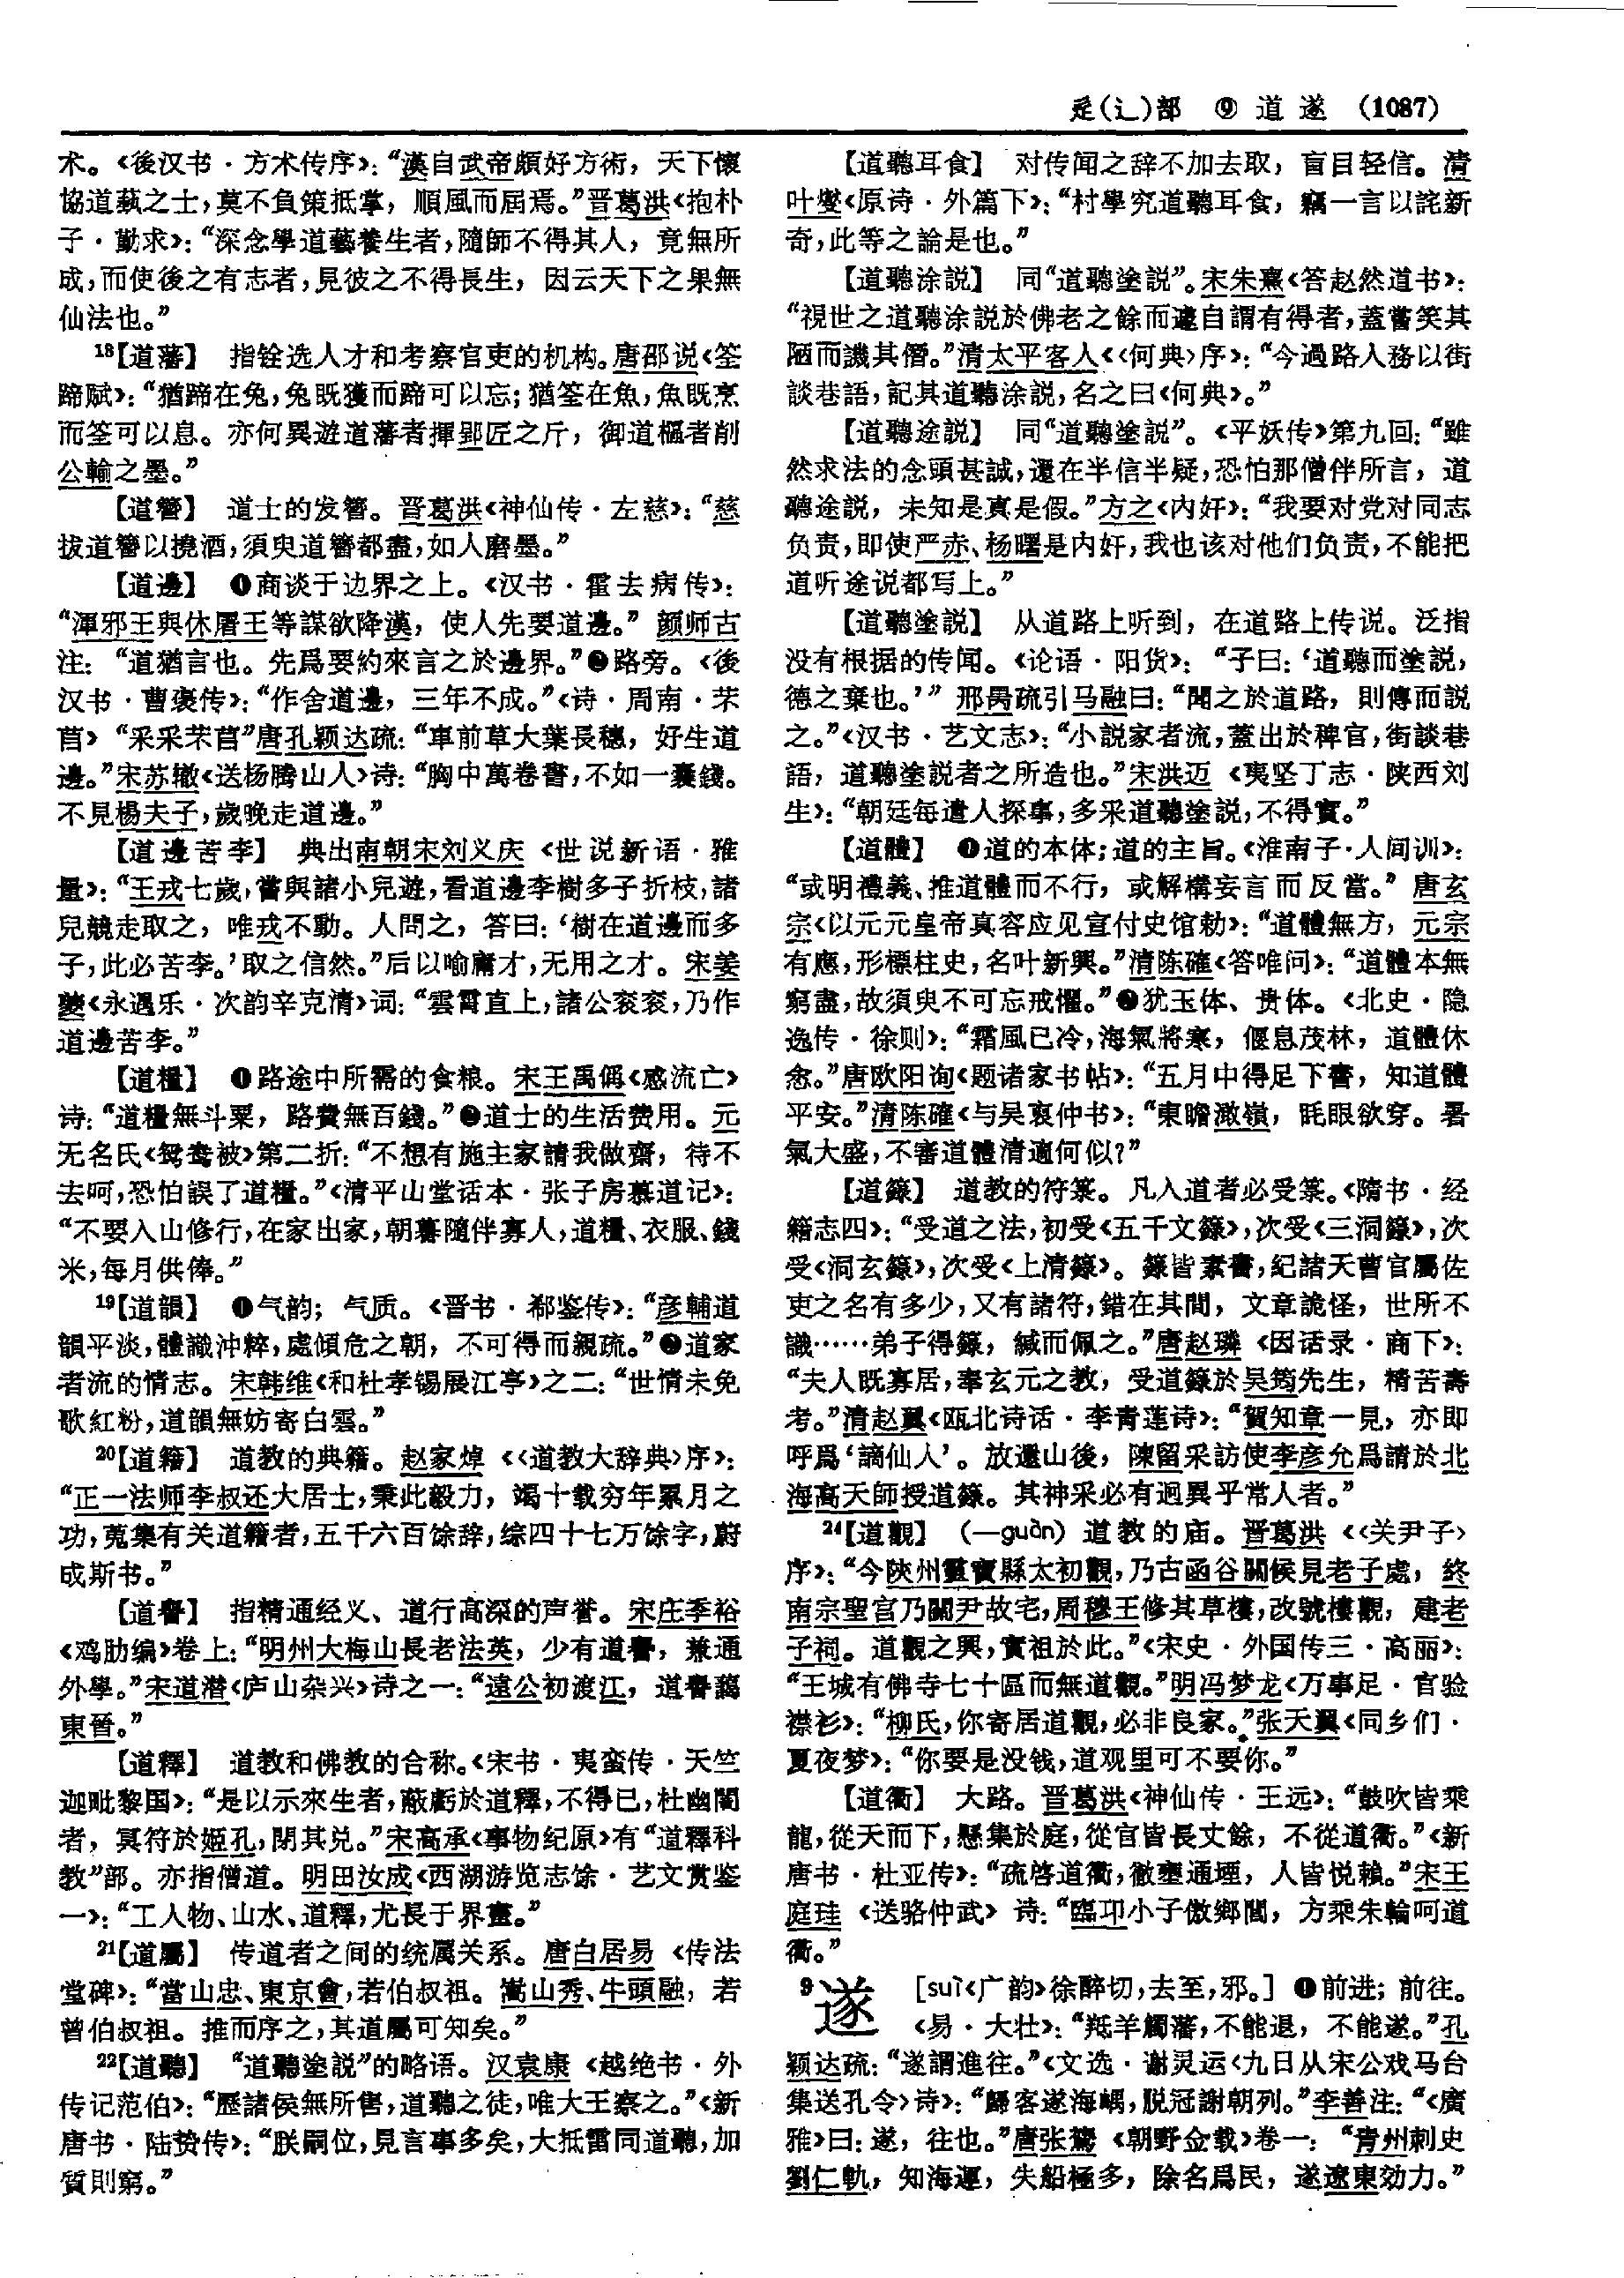 辵(辶)部 ⑨ 道 遂 (1087)
术。《後汉书·方术传序》：“漢自武帝頗好方術，天下懷
協道藝之士，莫不負策抵掌，順風而屆焉。”晋葛洪《抱朴
子·勤求》：“深念學道藝養生者，隨師不得其人，竟無所
成，而使後之有志者，見彼之不得長生，因云天下之果無
仙法也。”
18【道藩】 指铨选人才和考察官吏的机构。唐邵说《筌
蹄赋》：“猶蹄在兔，兔既獲而蹄可以忘；猶筌在魚，魚既烹
而筌可以息。亦何異遊道藩者揮郢匠之斤，御道樞者削
公輸之墨。”
【道簪】 道士的发簪。晋葛洪《神仙传·左慈》：“慈
拔道簪以撓酒，須臾道簪都盡，如人磨墨。”
【道邊】 ❶商谈于边界之上。《汉书·霍去病传》：
“渾邪王與休屠王等謀欲降漢，使人先要道邊。”颜师古
注：“道猶言也。先爲要約來言之於邊界。”❷路旁。《後
汉书·曹褒传》：“作舍道邊，三年不成。”《诗·周南·芣
苢》“采采芣苢”唐孔颖达疏：“車前草大葉長穗，好生道
邊。”宋苏辙《送杨腾山人》诗：“胸中萬卷書，不如一囊錢。
不見楊夫子，歲晚走道邊。”
【道邊苦李】 典出南朝宋刘义庆《世说新语·雅
量》：“王戎七歲，嘗與諸小兒遊，看道邊李樹多子折枝，諸
兒競走取之，唯戎不動。人問之，答曰：‘樹在道邊而多
子，此必苦李。’取之信然。”后以喻庸才，无用之才。宋姜
夔《永遇乐·次韵辛克清》词：“雲霄直上，諸公衮衮，乃作
道邊苦李。”
【道糧】 ❶路途中所需的食粮。宋王禹偁《感流亡》
诗：“道糧無斗粟，路費無百錢。”❷道士的生活费用。元
无名氏《鸳鸯被》第二折：“不想有施主家請我做齋，待不
去呵，恐怕誤了道糧。”《清平山堂话本·张子房慕道记》：
“不要入山修行，在家出家，朝暮隨伴寡人，道糧、衣服、錢
米，每月供俸。”
19【道韻】 ❶气韵；气质。《晋书·郗鉴传》：“彦輔道
韻平淡，體識沖粹，處傾危之朝，不可得而親疏。”❷道家
者流的情志。宋韩维《和杜孝锡展江亭》之二：“世情未免
歌紅粉，道韻無妨寄白雲。”
20【道籍】 道教的典籍。赵家焯《〈道教大辞典〉序》：
“正一法师李叔还大居士，秉此毅力，竭十载穷年累月之
功，蒐集有关道籍者，五千六百馀辞，综四十七万馀字，蔚
成斯书。”
【道譽】 指精通经义、道行高深的声誉。宋庄季裕
《鸡肋编》卷上：“明州大梅山長老法英，少有道譽，兼通
外學。”宋道潜《庐山杂兴》诗之一：“遠公初渡江，道譽藹
東晉。”
【道釋】 道教和佛教的合称。《宋书·夷蛮传·天竺
迦毗黎国》：“是以示來生者，蔽虧於道釋，不得已，杜幽闇
者，冥符於姬孔，閉其兑。”宋高承《事物纪原》有“道釋科
教”部。亦指僧道。明田汝成《西湖游览志馀·艺文赏鉴
一》：“工人物、山水、道釋，尤長于界畫。”
21【道屬】 传道者之间的统属关系。唐白居易《传法
堂碑》：“當山忠、東京會，若伯叔祖。嵩山秀、牛頭融，若
曾伯叔祖。推而序之，其道屬可知矣。”
22【道聽】 “道聽塗説”的略语。汉袁康《越绝书·外
传记范伯》：“歷諸侯無所售，道聽之徒，唯大王察之。”《新
唐书·陆贽传》：“朕嗣位，見言事多矣，大抵雷同道聽，加
質則窮。”
【道聽耳食】 对传闻之辞不加去取，盲目轻信。清
叶燮《原诗·外篇下》：“村學究道聽耳食，竊一言以詫新
奇，此等之論是也。”
【道聽涂説】 同“道聽塗説”。宋朱熹《答赵然道书》：
“視世之道聽涂説於佛老之餘而遽自謂有得者，蓋嘗笑其
陋而譏其僭。”清太平客人《〈何典〉序》：“今過路人務以街
談巷語，記其道聽涂説，名之曰《何典》。”
【道聽途説】 同“道聽塗説”。《平妖传》第九回：“雖
然求法的念頭甚誠，還在半信半疑，恐怕那僧伴所言，道
聽途説，未知是真是假。”方之《内奸》：“我要对党对同志
负责，即使严赤、杨曙是内奸，我也该对他们负责，不能把
道听途说都写上。”
【道聽塗説】 从道路上听到，在道路上传说。泛指
没有根据的传闻。《论语·阳货》：“子曰：‘道聽而塗説，
德之棄也。’”邢昺疏引马融曰：“聞之於道路，則傳而説
之。”《汉书·艺文志》：“小説家者流，蓋出於稗官，街談巷
語，道聽塗説者之所造也。”宋洪迈《夷坚丁志·陕西刘
生》：“朝廷每遣人探事，多采道聽塗説，不得實。”
【道體】 ❶道的本体；道的主旨。《淮南子·人间训》：
“或明禮義、推道體而不行，或解構妄言而反當。”唐玄
宗《以元元皇帝真容应见宣付史馆勅》：“道體無方，元宗
有應，形標柱史，名叶新興。”清陈確《答唯问》：“道體本無
窮盡，故須臾不可忘戒懼。”❷犹玉体、贵体。《北史·隐
逸传·徐则》：“霜風已冷，海氣將寒，偃息茂林，道體休
悆。”唐欧阳询《题诸家书帖》：“五月中得足下書，知道體
平安。”清陈確《与吴裒仲书》：“東瞻澉嶺，眊眼欲穿。暑
氣大盛，不審道體清適何似？”
【道籙】 道教的符箓。凡入道者必受箓。《隋书·经
籍志四》：“受道之法，初受《五千文籙》，次受《三洞籙》，次
受《洞玄籙》，次受《上清籙》。籙皆素書，紀諸天曹官屬佐
吏之名有多少，又有諸符，錯在其間，文章詭怪，世所不
識……弟子得籙，緘而佩之。”唐赵璘《因话录·商下》：
“夫人既寡居，奉玄元之教，受道籙於吴筠先生，精苦壽
考。”清赵翼《瓯北诗话·李青莲诗》：“賀知章一見，亦即
呼爲‘謫仙人’。放還山後，陳留采訪使李彦允爲請於北
海高天師授道籙。其神采必有迥異乎常人者。”
24【道觀】 (—guàn) 道教的庙。晋葛洪《〈关尹子〉
序》：“今陜州靈寶縣太初觀，乃古函谷關候見老子處，終
南宗聖宫乃關尹故宅，周穆王修其草樓，改號樓觀，建老
子祠。道觀之興，實祖於此。”《宋史·外国传三·高丽》：
“王城有佛寺七十區而無道觀。”明冯梦龙《万事足·官验
襟衫》：“柳氏，你寄居道觀，必非良家。”张天翼《同乡们·
夏夜梦》：“你要是没钱，道观里可不要你。”
【道衢】 大路。晋葛洪《神仙传·王远》：“鼓吹皆乘
龍，從天而下，懸集於庭，從官皆長丈餘，不從道衢。”《新
唐书·杜亚传》：“疏啓道衢，徹壅通堙，人皆悦賴。”宋王
庭珪《送骆仲武》诗：“臨卭小子傲鄉閭，方乘朱輪呵道
衢。”
9遂 [suì《广韵》徐醉切，去至，邪。] ❶前进；前往。
《易·大壮》：“羝羊觸藩，不能退，不能遂。”孔
颖达疏：“遂謂進往。”《文选·谢灵运〈九日从宋公戏马台
集送孔令〉诗》：“歸客遂海嵎，脱冠謝朝列。”李善注：“《廣
雅》曰：遂，往也。”唐张鷟《朝野佥载》卷一：“青州刺史
劉仁軌，知海運，失船極多，除名爲民，遂遼東効力。”